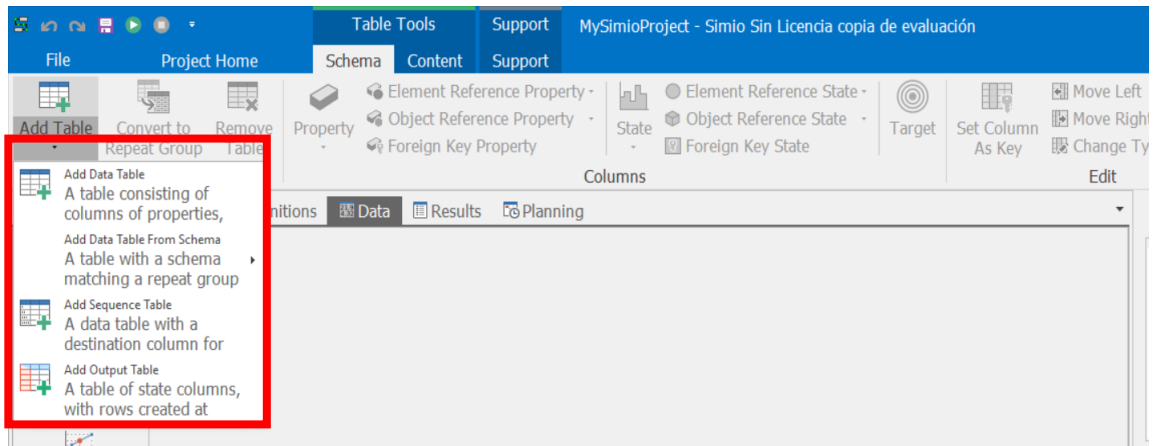 Table Tools Support MySimioProject - Simio Sin Licencia copia de evaluación
File Project Home Schema Content Support
Element Reference Property Element Reference State Move Left
Object Reference Property Object Reference State Move Right
Add Table Convert to Remove Property State Target Set Column
Repeat Group Table Foreign Key Property Foreign Key State As Key Change Ty
Columns Edit
Add Data Table
A table consisting of
columns of properties,
nitions Data Results Planning
Add Data Table From Schema
A table with a schema
matching a repeat group
Add Sequence Table
A data table with a
destination column for
Add Output Table
A table of state columns,
with rows created at